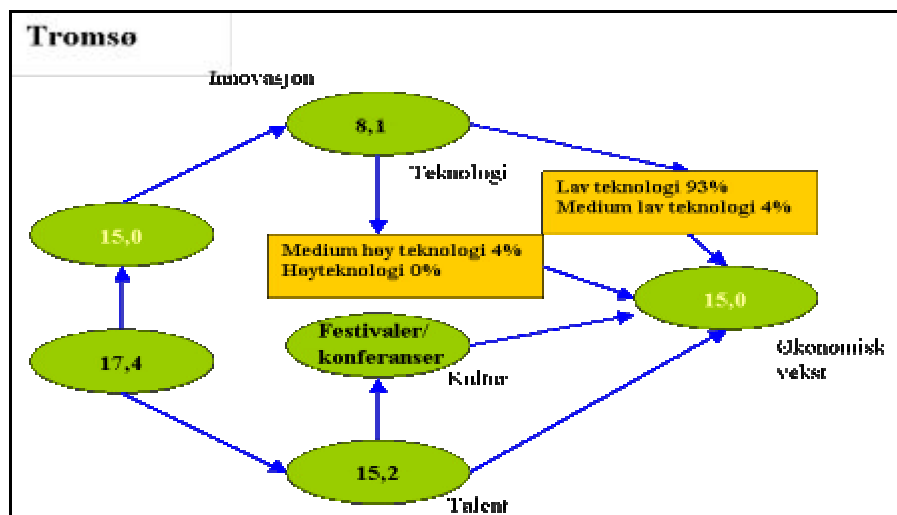 Tromsø
Innovasjon
8,1
Teknologi
Lav teknologi 93%
Medium lav teknologi 4%
15,0
Medium høy teknologi 4%
Høyteknologi 0%
15,0
Festivaler/
konferanser
17,4
Kultur
Økonomisk
vekst
15,2
Talent